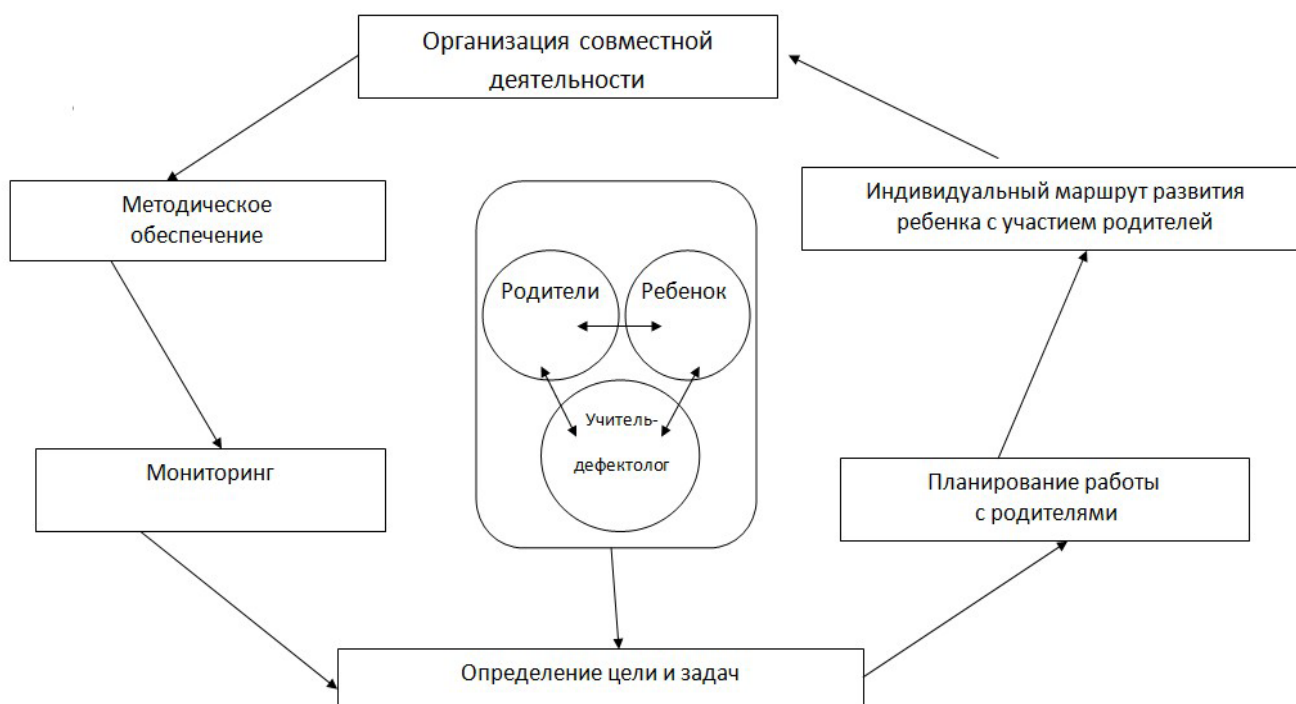 Организация совместной
деятельности
Методическое
обеспечение
Индивидуальный маршрут развития
ребенка с участием родителей
Родители
Ребенок
Учитель-
дефектолог
Мониторинг
Планирование работы
с родителями
Определение цели и задач